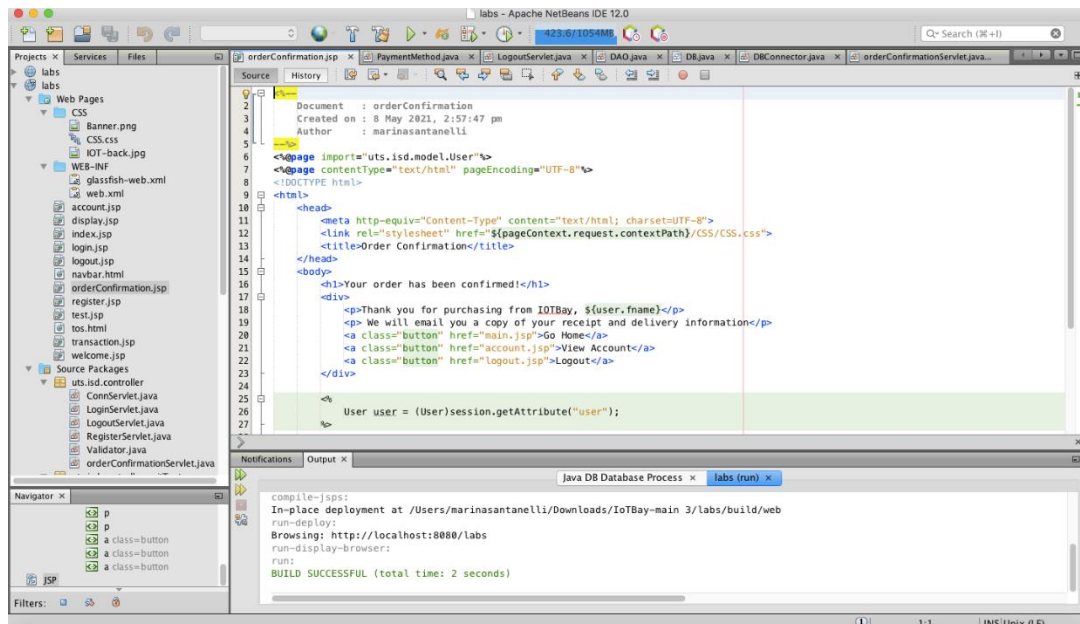 labs - Apache NetBeans IDE 12.0
423.6/1054MB
Search (⌘+I)
Projects Services Files
labs
labs
Web Pages
CSS
Banner.png
CSS.css
IOT-back.jpg
WEB-INF
glassfish-web.xml
web.xml
account.jsp
display.jsp
index.jsp
login.jsp
logout.jsp
navbar.html
orderConfirmation.jsp
register.jsp
test.jsp
tos.html
transaction.jsp
welcome.jsp
Source Packages
uts.isd.controller
ConnServlet.java
LoginServlet.java
LogoutServlet.java
RegisterServlet.java
Validator.java
orderConfirmationServlet.java
Navigator
p
p
a class=button
a class=button
a class=button
JSP
Filters:
orderConfirmation.jsp PaymentMethod.java LogoutServlet.java DAO.java DB.java DBConnector.java orderConfirmationServlet.java...
Source History
<%--
2 Document : orderConfirmation
3 Created on : 8 May 2021, 2:57:47 pm
4 Author : marinasantanelli
5 --%>
6 <%@page import="uts.isd.model.User"%>
7 <%@page contentType="text/html" pageEncoding="UTF-8"%>
8 <!DOCTYPE html>
9 <html>
10 <head>
11 <meta http-equiv="Content-Type" content="text/html; charset=UTF-8">
12 <link rel="stylesheet" href="${pageContext.request.contextPath}/CSS/CSS.css">
13 <title>Order Confirmation</title>
14 </head>
15 <body>
16 <h1>Your order has been confirmed!</h1>
17 <div>
18 <p>Thank you for purchasing from IOTBay, ${user.fname}</p>
19 <p> We will email you a copy of your receipt and delivery information</p>
20 <a class="button" href="main.jsp">Go Home</a>
21 <a class="button" href="account.jsp">View Account</a>
22 <a class="button" href="logout.jsp">Logout</a>
23 </div>
24
25 <%
26 User user = (User)session.getAttribute("user");
27 %>
Notifications Output
Java DB Database Process labs (run)
compile-jsps:
In-place deployment at /Users/marinasantanelli/Downloads/IoTBay-main 3/labs/build/web
run-deploy:
Browsing: http://localhost:8080/labs
run-display-browser:
run:
BUILD SUCCESSFUL (total time: 2 seconds)
1:1 INS